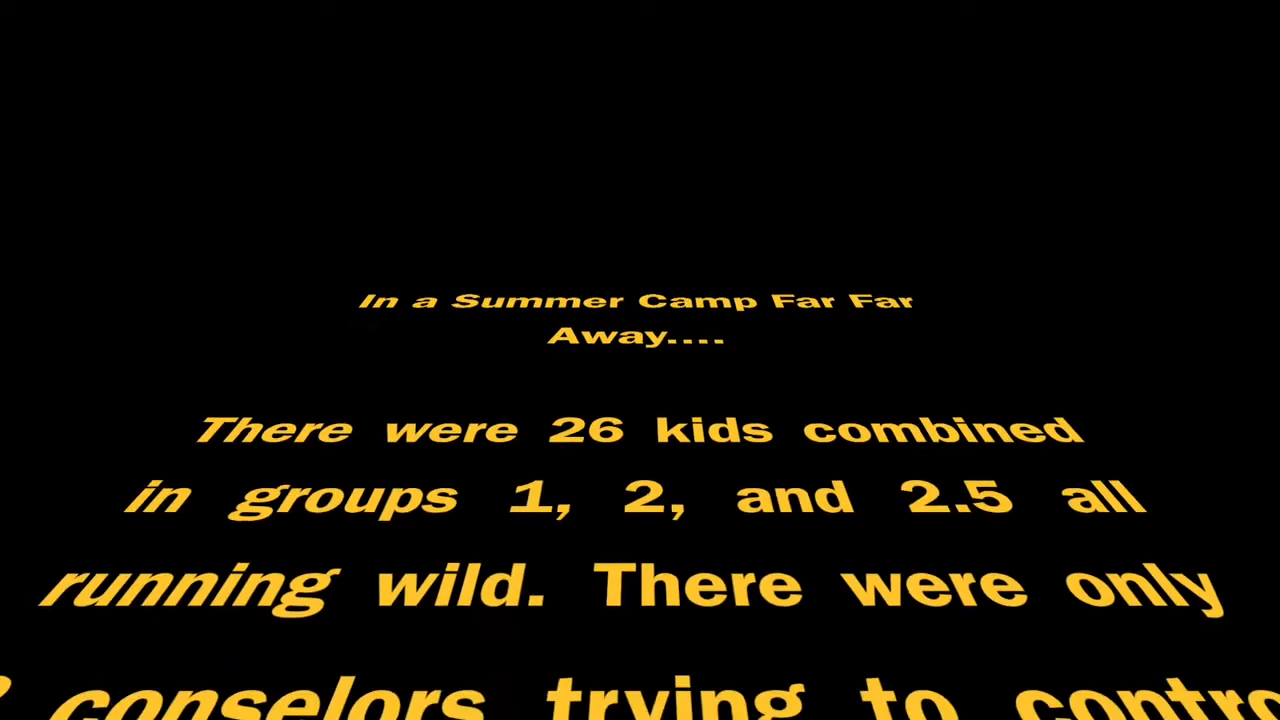 In a Summer Camp Far Far
Away....
There were 26 kids combined
in groups 1, 2, and 2.5 all
running wild. There were only
conselors trying to contro